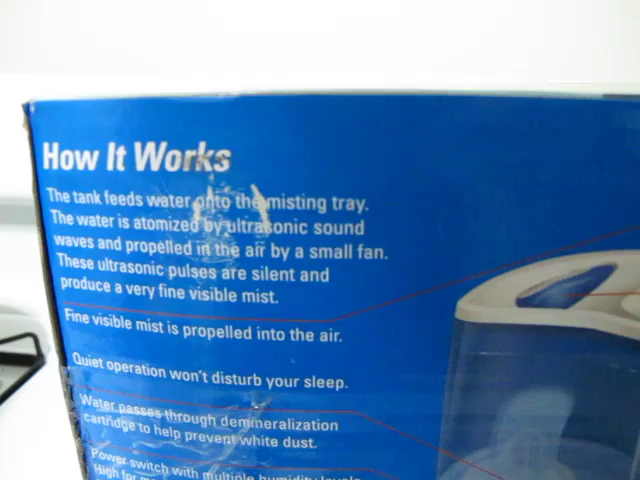 How It Works
The tank feeds water onto the misting tray.
The water is atomized by ultrasonic sound
waves and propelled in the air by a small fan.
These ultrasonic pulses are silent and
produce a very fine visible mist.
Fine visible mist is propelled into the air.
Quiet operation won't disturb your sleep.
Water passes through demineralization
cartridge to help prevent white dust.
Power switch with multiple humidity levels
High for